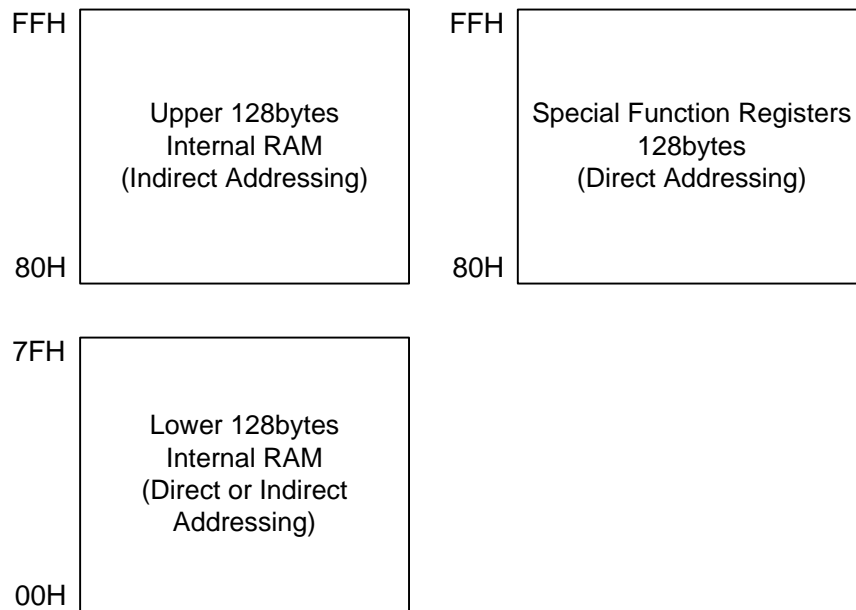 FFH
Upper 128bytes
Internal RAM
(Indirect Addressing)
80H
FFH
Special Function Registers
128bytes
(Direct Addressing)
80H
7FH
Lower 128bytes
Internal RAM
(Direct or Indirect
Addressing)
00H